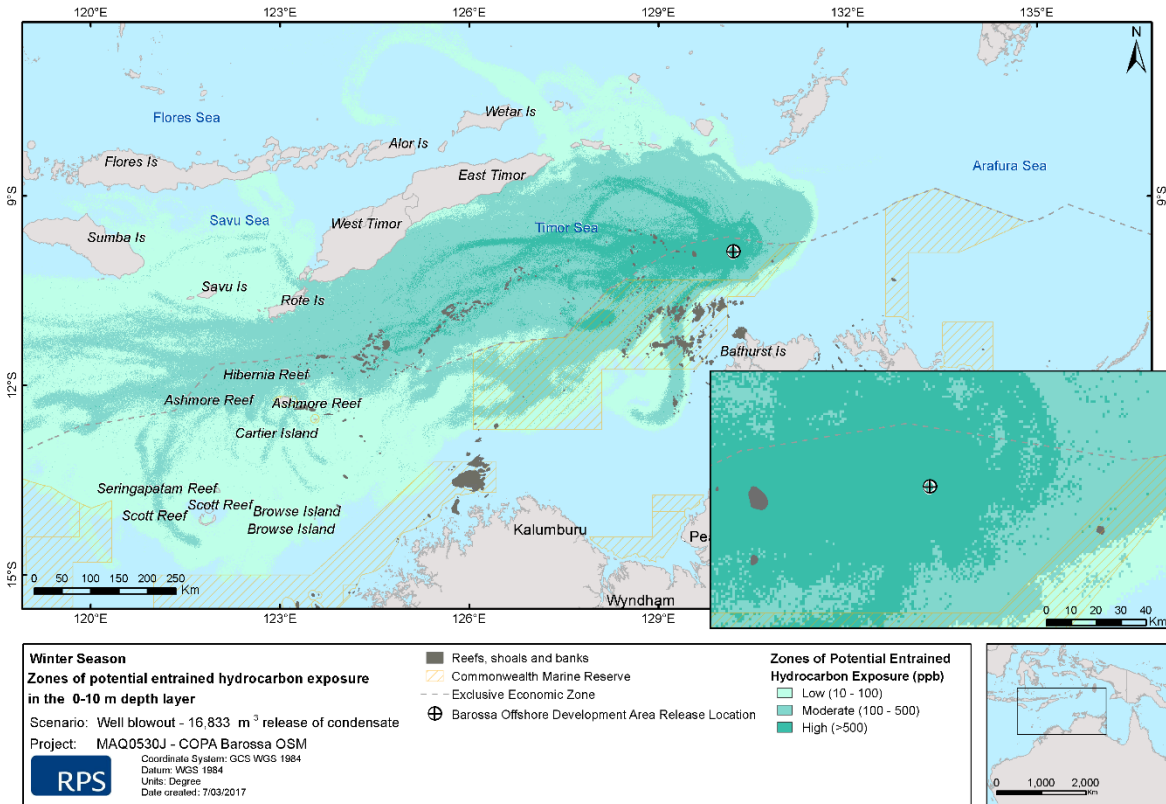 120°E 123°E 126°E 129°E 132°E 135°E
N
Wetar Is
Flores Sea
Alor Is
Flores Is
East Timor
Arafura Sea
9°S
9°S
Savu Sea
West Timor
Timor Sea
Sumba Is
Savu Is
Rote Is
Bathurst Is
Hibernia Reef
12°S
Ashmore Reef
Ashmore Reef
Cartier Island
Seringapatam Reef
Scott Reef
Browse Island
Scott Reef
Browse Island
Kalumburu
Pea
15°S
0 50 100 150 200 250
Km
Wyndham
0 10 20 30 40
Km
120°E 123°E 126°E 129°E
Winter Season
Zones of potential entrained hydrocarbon exposure
in the 0-10 m depth layer
Scenario: Well blowout - 16,833 m³ release of condensate
Project: MAQ0530J - COPA Barossa OSM
RPS
Coordinate System: GCS WGS 1984
Datum: WGS 1984
Units: Degree
Date created: 7/03/2017
Reefs, shoals and banks
Commonwealth Marine Reserve
Exclusive Economic Zone
Barossa Offshore Development Area Release Location
Zones of Potential Entrained
Hydrocarbon Exposure (ppb)
Low (10 - 100)
Moderate (100 - 500)
High (>500)
0 1,000 2,000
Km